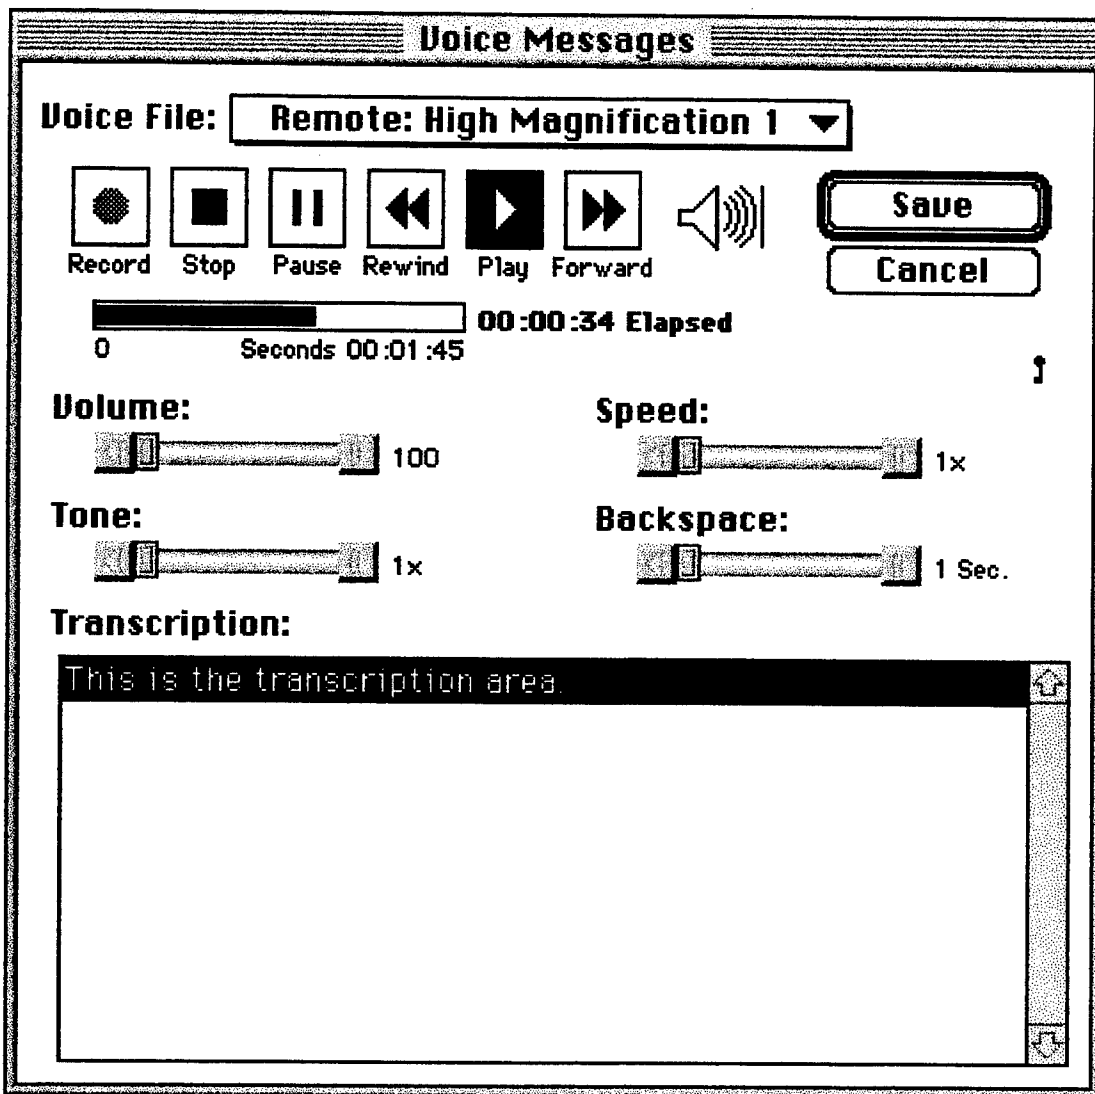 Voice Messages
Voice File: Remote: High Magnification 1
Save
Record Stop Pause Rewind Play Forward
Cancel
00:00:34 Elapsed
0 Seconds 00:01:45
Volume: Speed:
100 1x
Tone: Backspace:
1x 1 Sec.
Transcription:
This is the transcription area.